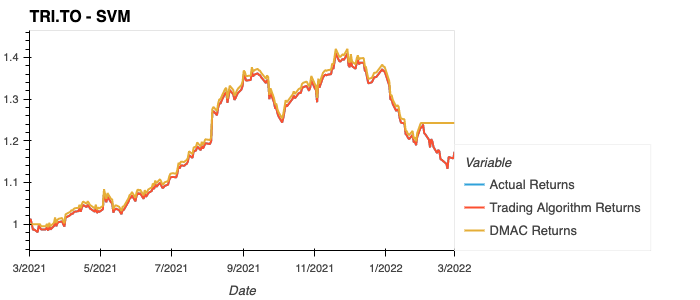 TRI.TO - SVM
1.4
1.3
1.2
1.1
1
3/2021 5/2021 7/2021 9/2021 11/2021 1/2022 3/2022
Date
Variable
Actual Returns
Trading Algorithm Returns
DMAC Returns